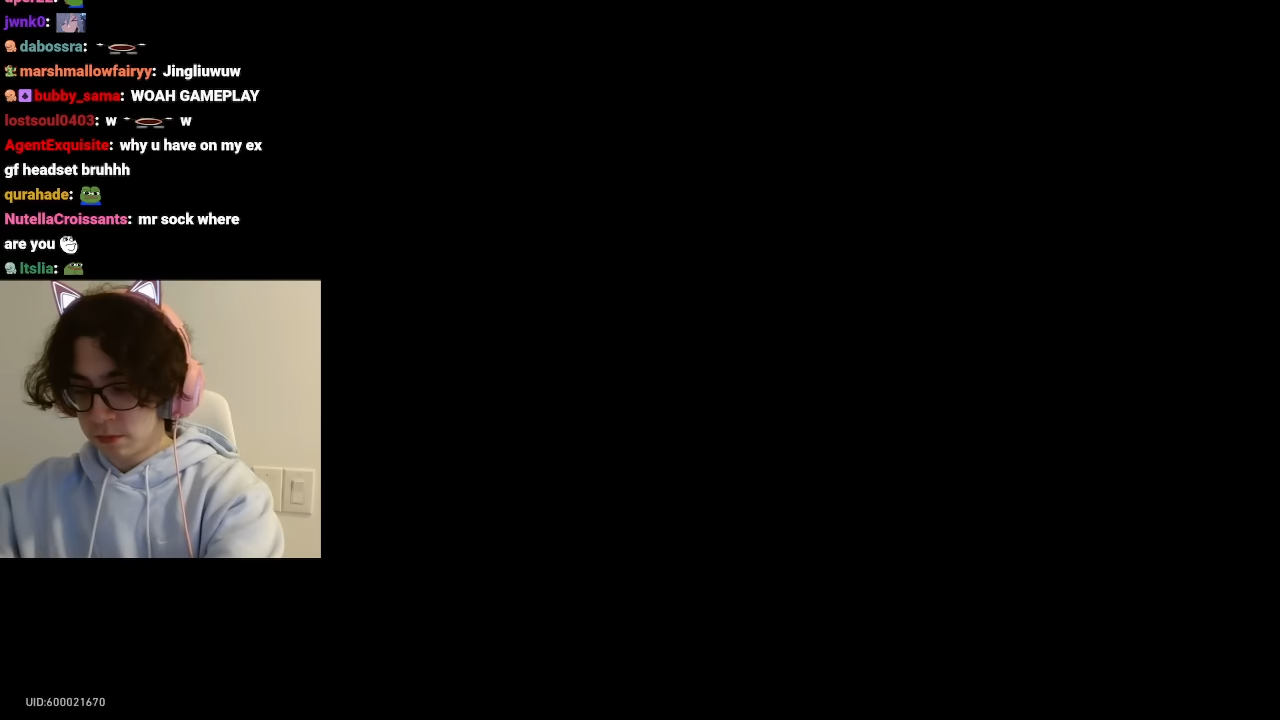 jwnk0:
dabossra:
marshmallowfairyy: Jingliuwuw
bubby_sama: WOAH GAMEPLAY
lostsoul0403: w w
AgentExquisite: why u have on my ex
gf headset bruhhh
qurahade:
NutellaCroissants: mr sock where
are you
ltslia:
UID:600021670